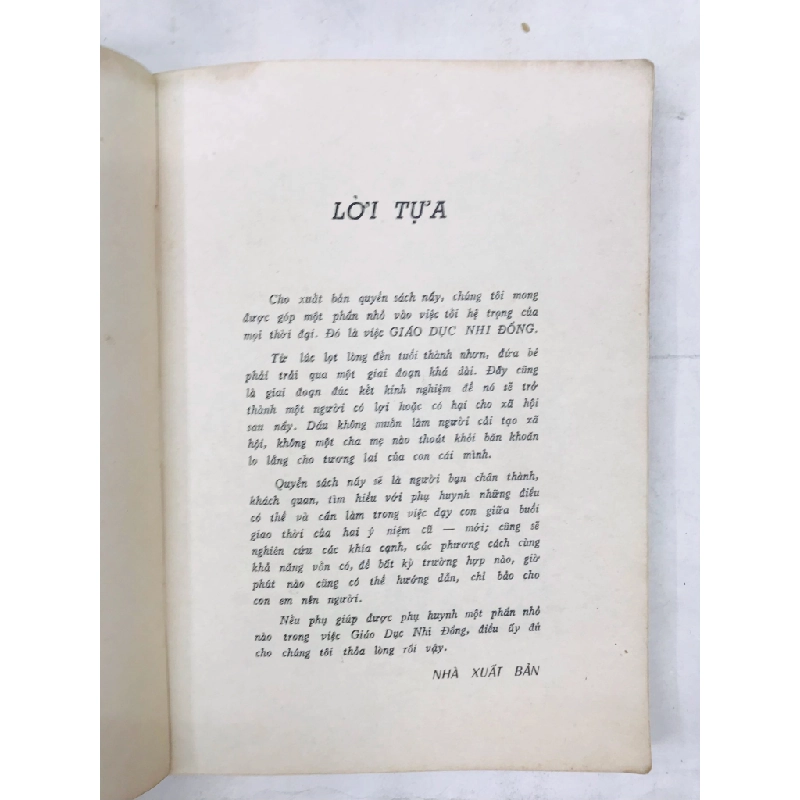 LỜI TỰA
Cho xuất bản quyển sách nầy, chúng tôi mong
được góp một phần nhỏ vào việc tối hệ trọng của
mọi thời đại. Đó là việc GIÁO DỤC NHI ĐỒNG.
Từ lúc lọt lòng đến tuổi thành nhơn, đứa bé
phải trải qua một giai đoạn khá dài. Đấy cũng
là giai đoạn đúc kết kinh nghiệm để nó sẽ trở
thành một người có lợi hoặc có hại cho xã hội
sau nầy. Dầu không muốn làm người cải tạo xã
hội, không một cha mẹ nào thoát khỏi băn khoăn
lo lắng cho tương lai của con cái mình.
Quyển sách nầy sẽ là người bạn chân thành,
khách quan, tìm hiểu với phụ huynh những điều
có thể và cần làm trong việc dạy con giữa buổi
giao thời của hai ý niệm cũ — mới; cũng sẽ
nghiên cứu các khía cạnh, các phương cách cùng
khả năng vốn có, để bất kỳ trường hợp nào, giờ
phút nào cũng có thể hướng dẫn, chỉ bảo cho
con em nên người.
Nếu phụ giúp được phụ huynh một phần nhỏ
nào trong việc Giáo Dục Nhi Đồng, điều ấy đủ
cho chúng tôi thỏa lòng rồi vậy.
NHÀ XUẤT BẢN